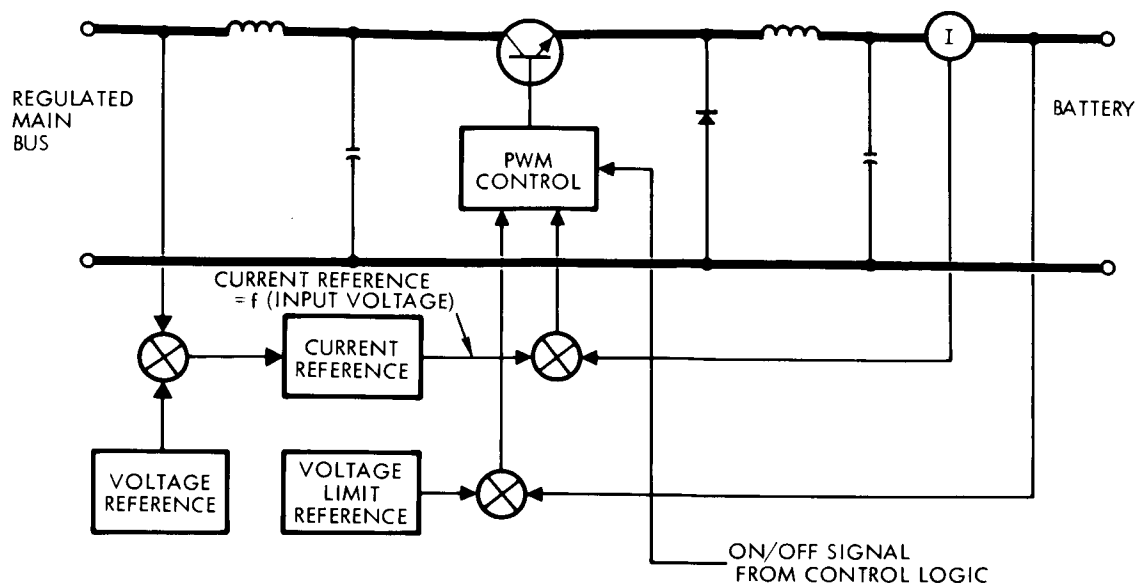 I
REGULATED
MAIN
BUS
BATTERY
PWM
CONTROL
CURRENT REFERENCE
= f (INPUT VOLTAGE)
CURRENT
REFERENCE
VOLTAGE
REFERENCE
VOLTAGE
LIMIT
REFERENCE
ON/OFF SIGNAL
FROM CONTROL LOGIC